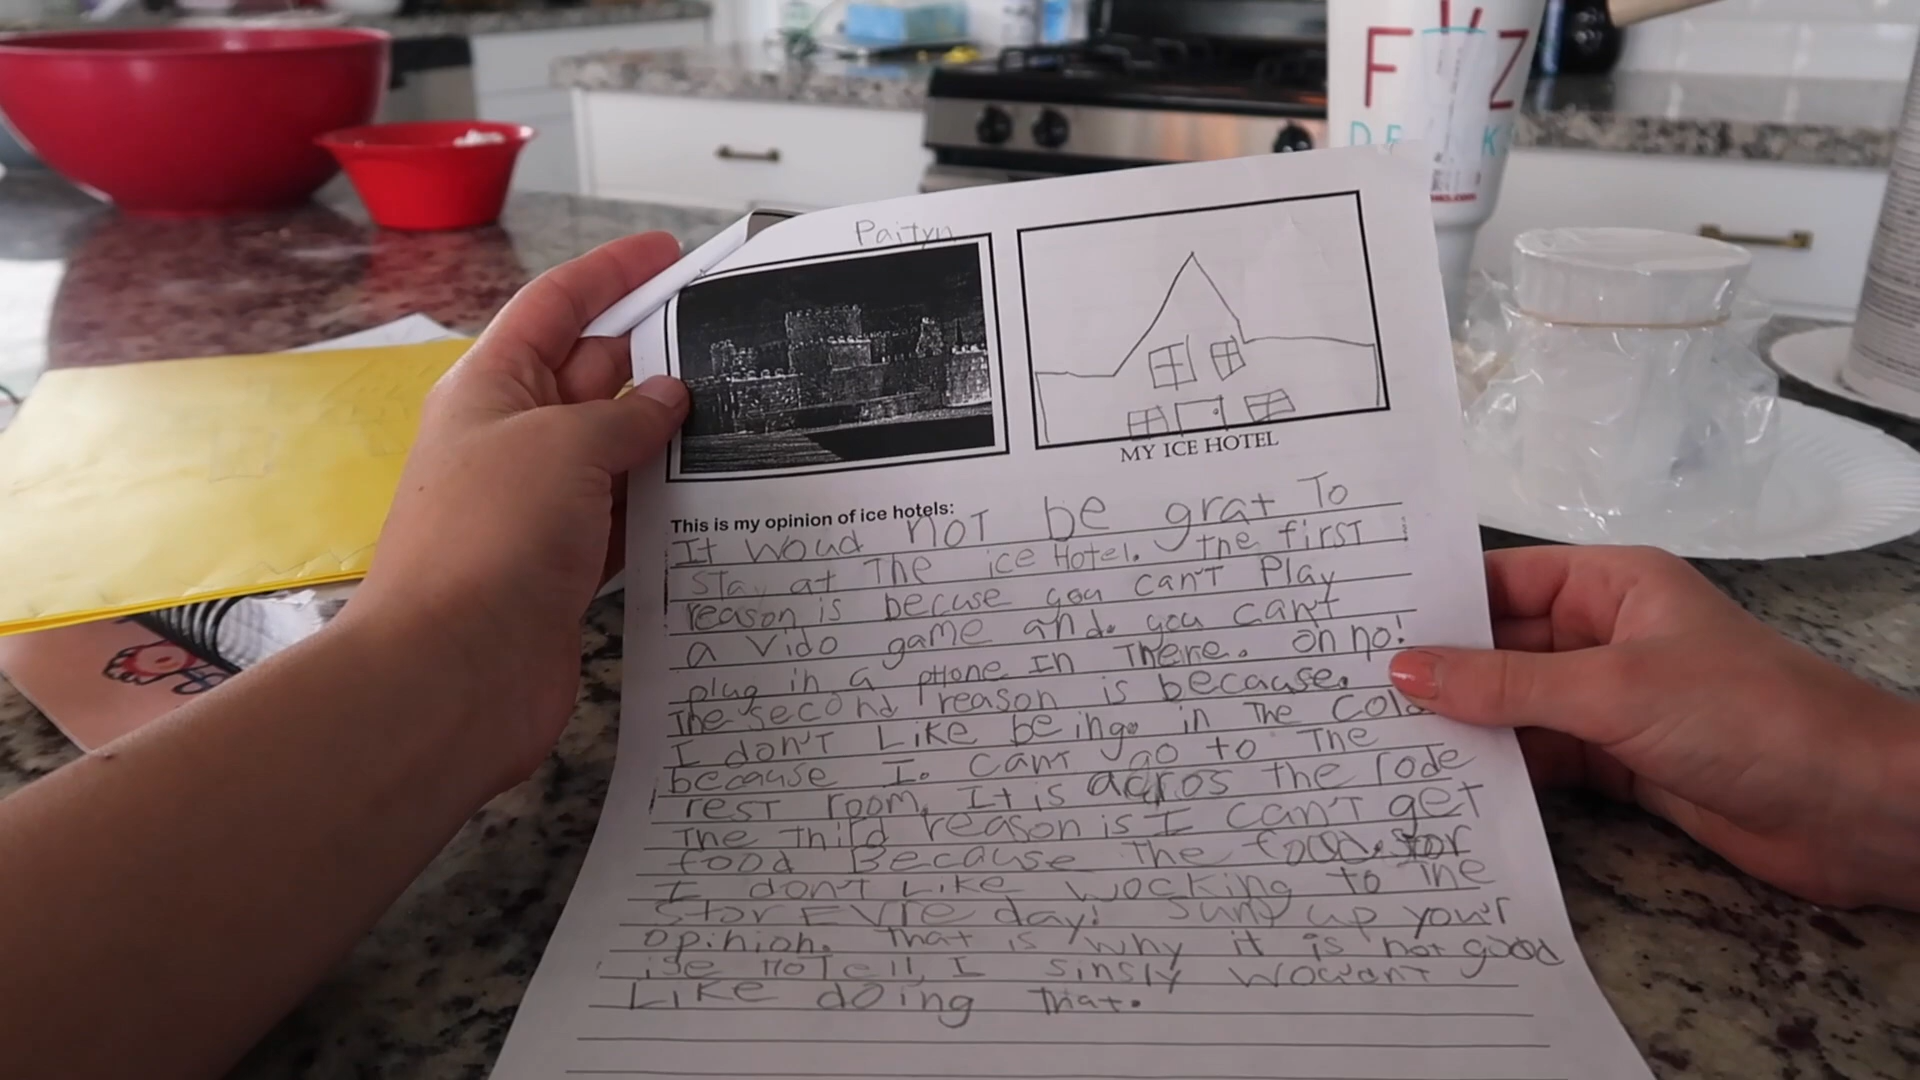 F Z
Paityn
MY ICE HOTEL
This is my opinion of ice hotels:
It woud not be grat To
stay at The ice Hotel. The first
reason is becuse you can't Play
a Vido game and. you can't
plug in a pHone In There. oh no!
The second reason is because.
I don't Like being. in The Cold
because I. cant go to The
rest room. It is acros the rode
The third reason is I can't get
food Because The food. stor
I don't Like wocking to The
stor EVre day! Sum up your
opinion. That is why it is not good
ise Hotell, I sinsly
Like doing That.